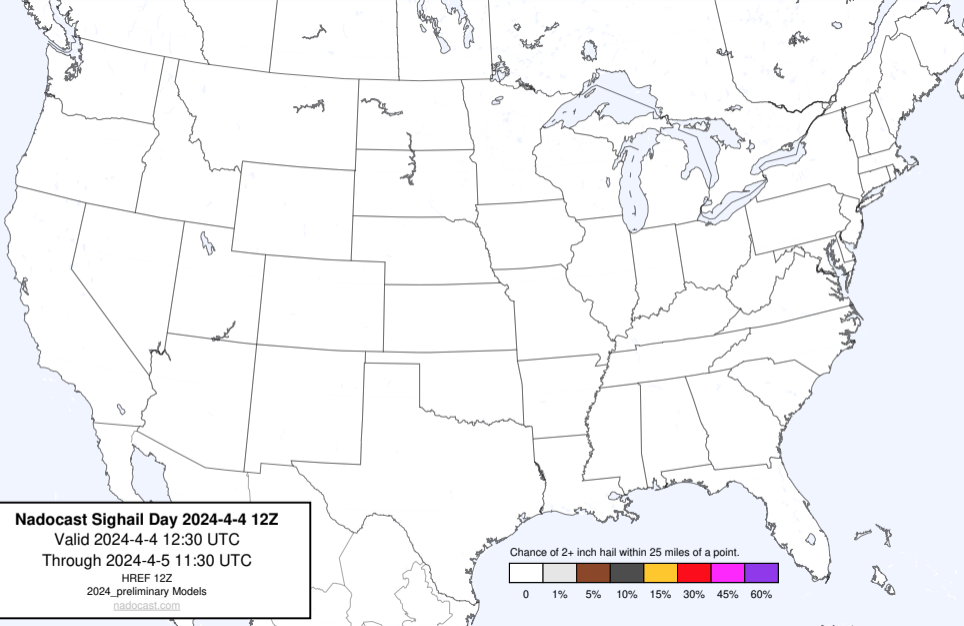 Nadocast Sighail Day 2024-4-4 12Z
Valid 2024-4-4 12:30 UTC
Through 2024-4-5 11:30 UTC
HREF 12Z
2024_preliminary Models
nadocast.com
Chance of 2+ inch hail within 25 miles of a point.
0 1% 5% 10% 15% 30% 45% 60%